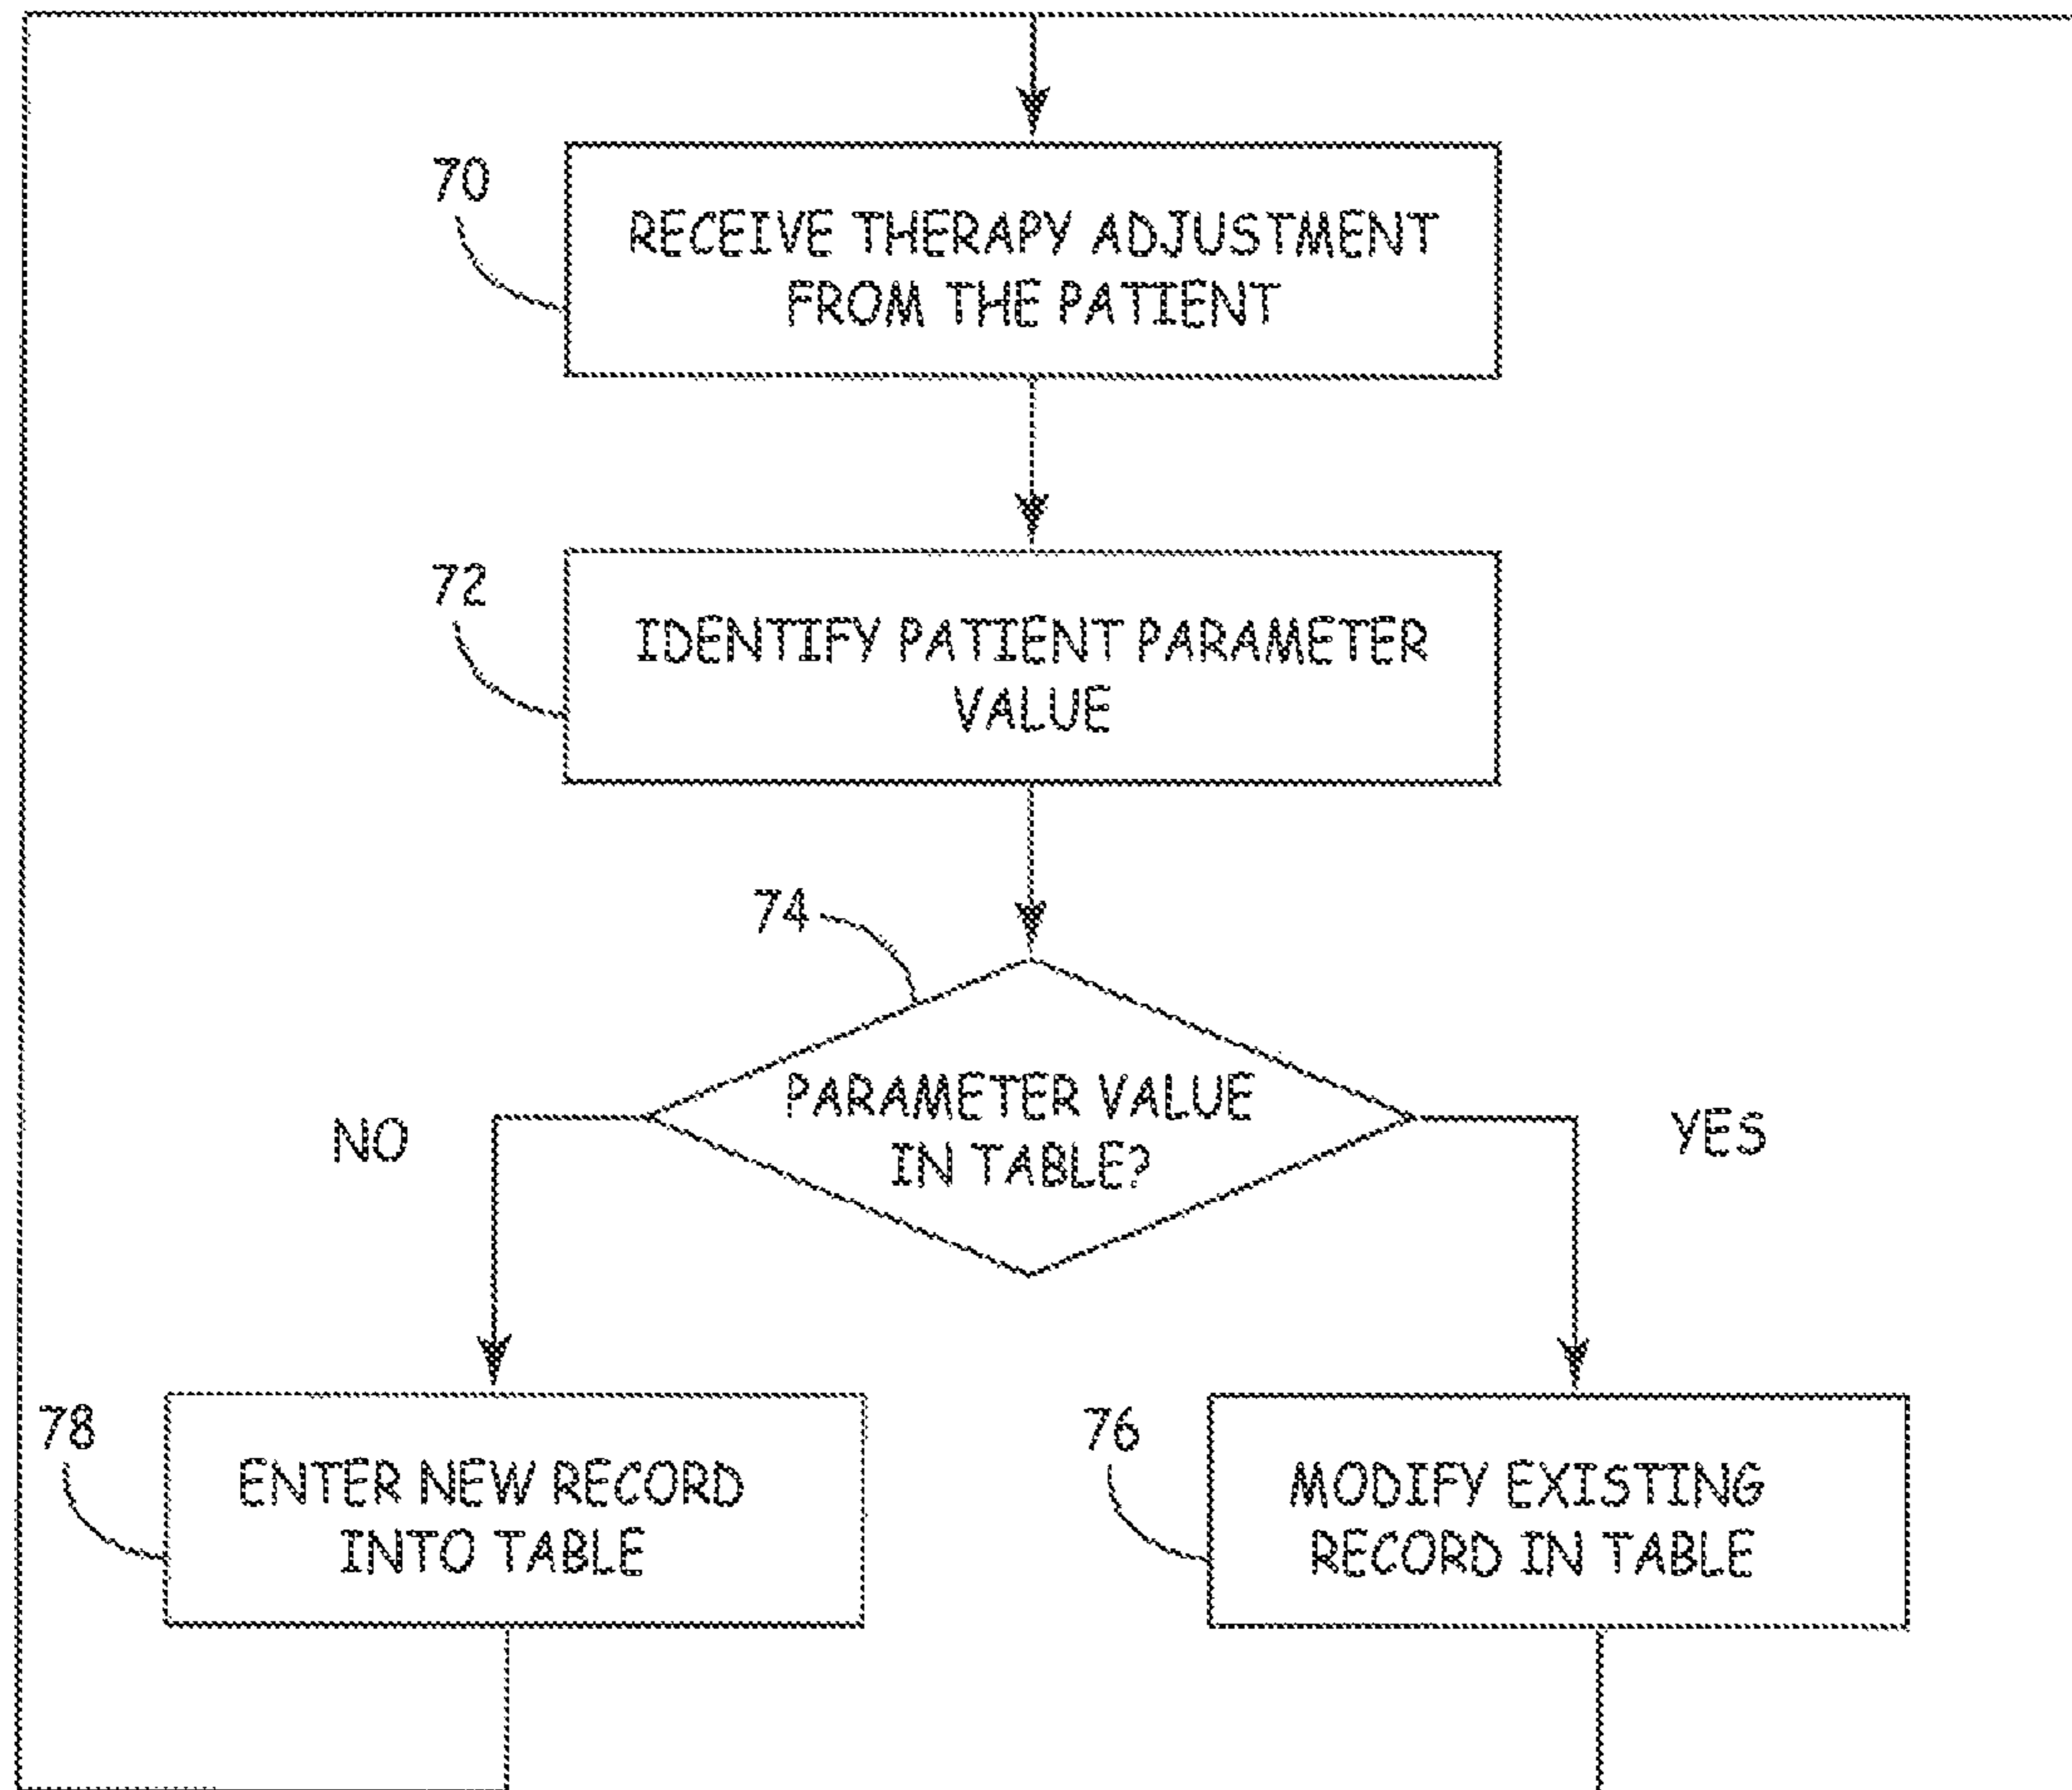 70
RECEIVE THERAPY ADJUSTMENT
FROM THE PATIENT
72
IDENTIFY PATIENT PARAMETER
VALUE
74
PARAMETER VALUE
IN TABLE?
NO
YES
78
ENTER NEW RECORD
INTO TABLE
76
MODIFY EXISTING
RECORD IN TABLE